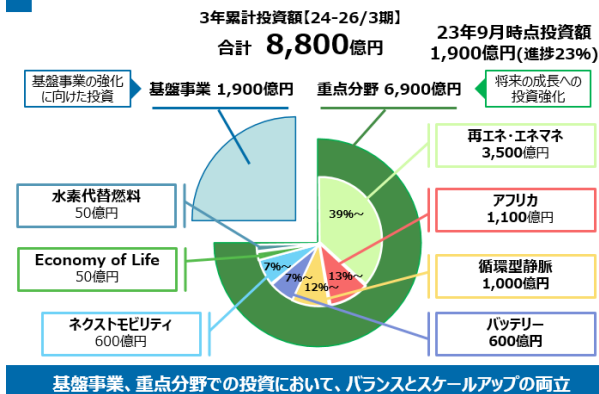 3年累計投資額【24-26/3期】
合計 8,800億円
23年9月時点投資額
1,900億円(進捗23%)
基盤事業の強化
に向けた投資
基盤事業 1,900億円
重点分野 6,900億円
将来の成長への
投資強化
再エネ・エネマネ
3,500億円
水素代替燃料
50億円
アフリカ
1,100億円
Economy of Life
50億円
循環型静脈
1,000億円
ネクストモビリティ
600億円
バッテリー
600億円
39%~
13%~
12%~
7%~
7%~
基盤事業、重点分野での投資において、バランスとスケールアップの両立